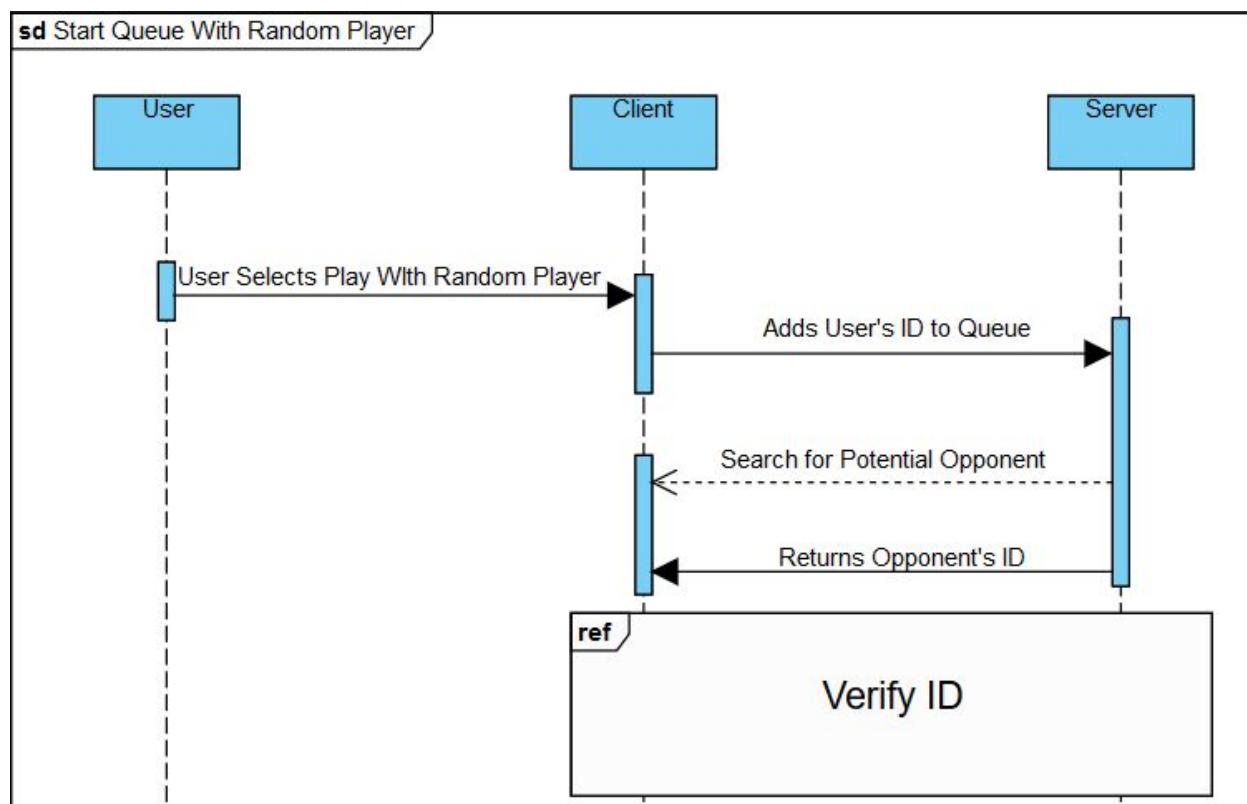 sd Start Queue With Random Player
User
Client
Server
User Selects Play WIth Random Player
Adds User's ID to Queue
Search for Potential Opponent
Returns Opponent's ID
ref
Verify ID